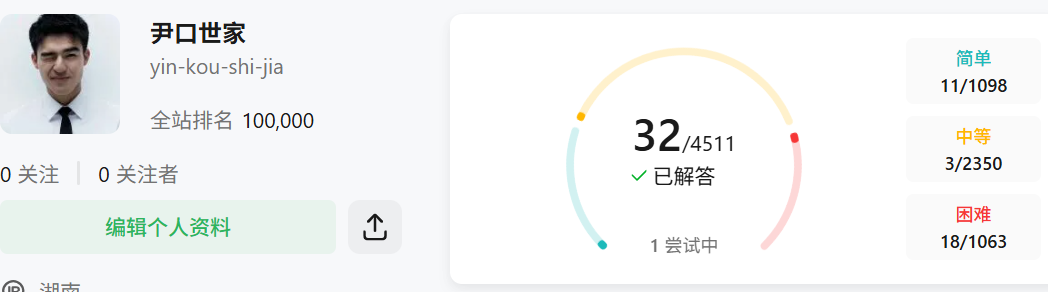 尹口世家
yin-kou-shi-jia
全站排名 100,000
0 关注
0 关注者
编辑个人资料
湖南
32/4511
已解答
1 尝试中
简单
11/1098
中等
3/2350
困难
18/1063